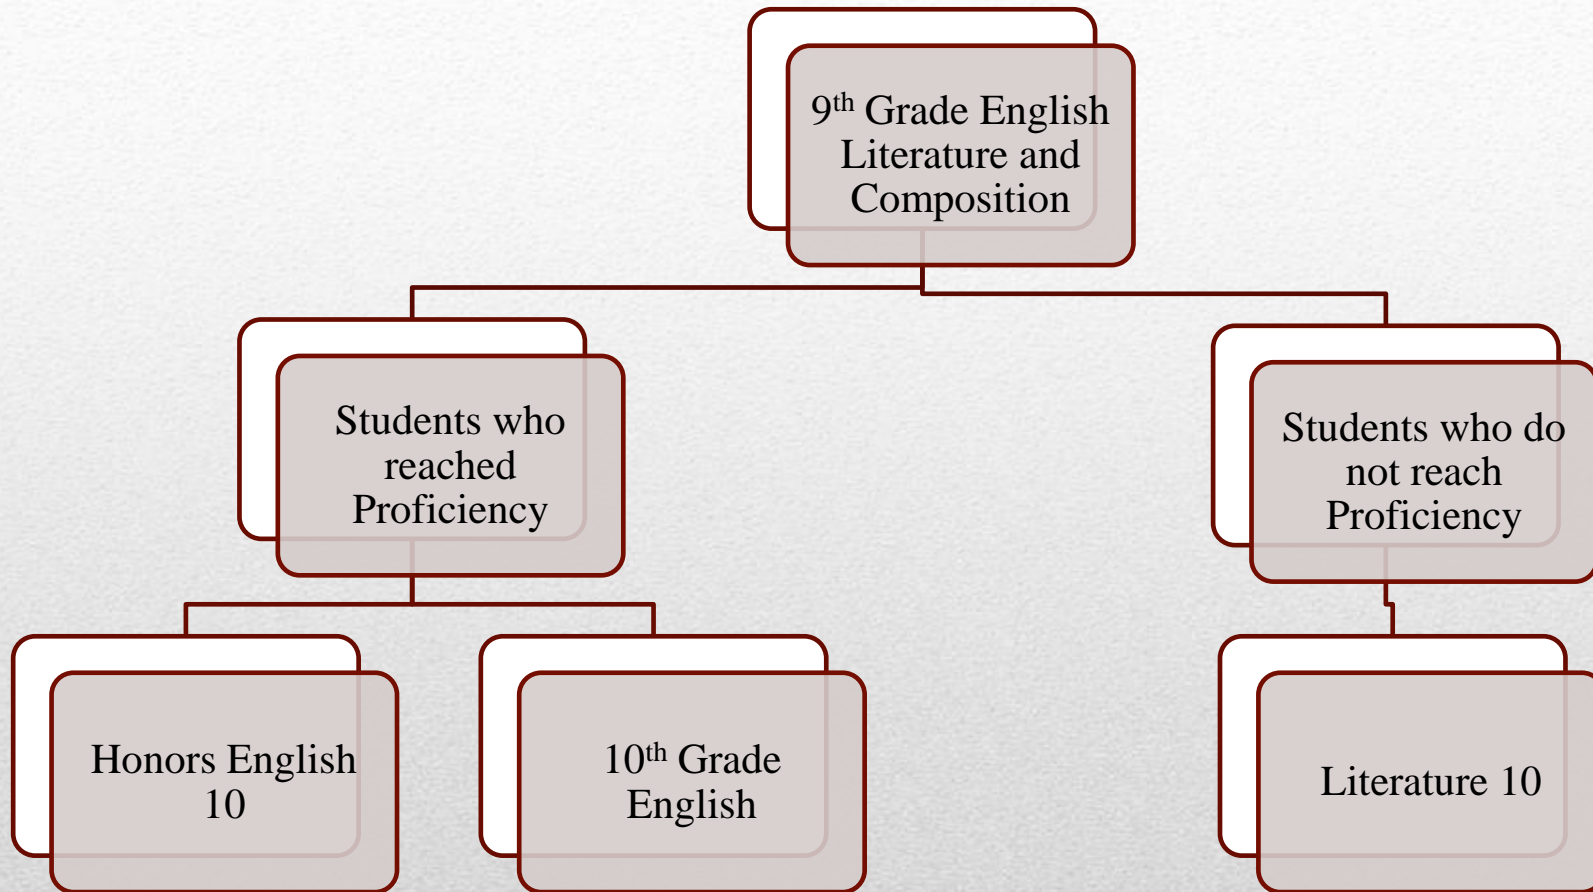 9th Grade English
Literature and
Composition
Students who
reached
Proficiency
Students who do
not reach
Proficiency
Honors English
10
10th Grade
English
Literature 10